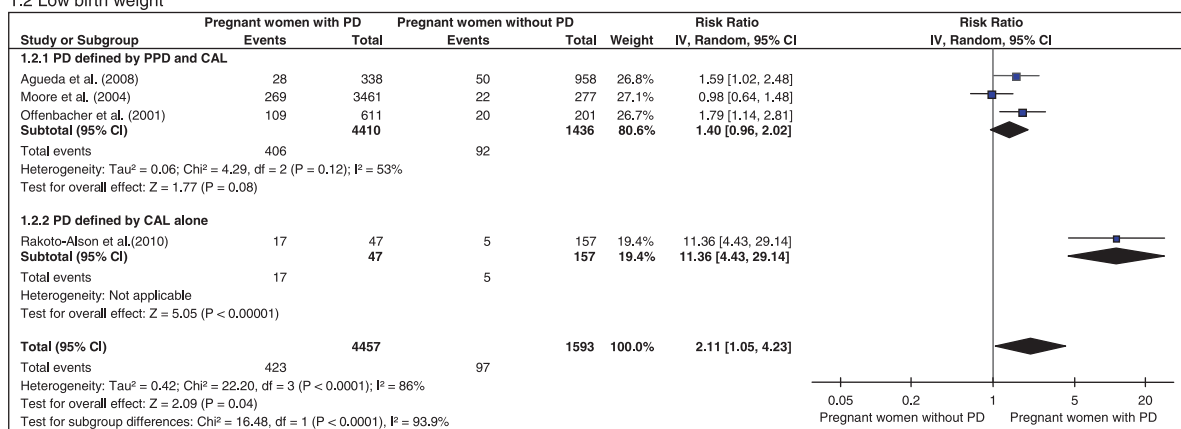 1.2 Low birth weight
Pregnant women with PD Pregnant women without PD Risk Ratio Risk Ratio
Study or Subgroup Events Total Events Total Weight IV, Random, 95% CI IV, Random, 95% CI
1.2.1 PD defined by PPD and CAL
Agueda et al. (2008) 28 338 50 958 26.8% 1.59 [1.02, 2.48]
Moore et al. (2004) 269 3461 22 277 27.1% 0.98 [0.64, 1.48]
Offenbacher et al. (2001) 109 611 20 201 26.7% 1.79 [1.14, 2.81]
Subtotal (95% CI) 4410 1436 80.6% 1.40 [0.96, 2.02]
Total events 406 92
Heterogeneity: Tau² = 0.06; Chi² = 4.29, df = 2 (P = 0.12); I² = 53%
Test for overall effect: Z = 1.77 (P = 0.08)
1.2.2 PD defined by CAL alone
Rakoto-Alson et al.(2010) 17 47 5 157 19.4% 11.36 [4.43, 29.14]
Subtotal (95% CI) 47 157 19.4% 11.36 [4.43, 29.14]
Total events 17 5
Heterogeneity: Not applicable
Test for overall effect: Z = 5.05 (P < 0.00001)
Total (95% CI) 4457 1593 100.0% 2.11 [1.05, 4.23]
Total events 423 97
Heterogeneity: Tau² = 0.42; Chi² = 22.20, df = 3 (P < 0.0001); I² = 86%
Test for overall effect: Z = 2.09 (P = 0.04)
Test for subgroup differences: Chi² = 16.48, df = 1 (P < 0.0001), I² = 93.9%
0.05 0.2 1 5 20
Pregnant women without PD Pregnant women with PD